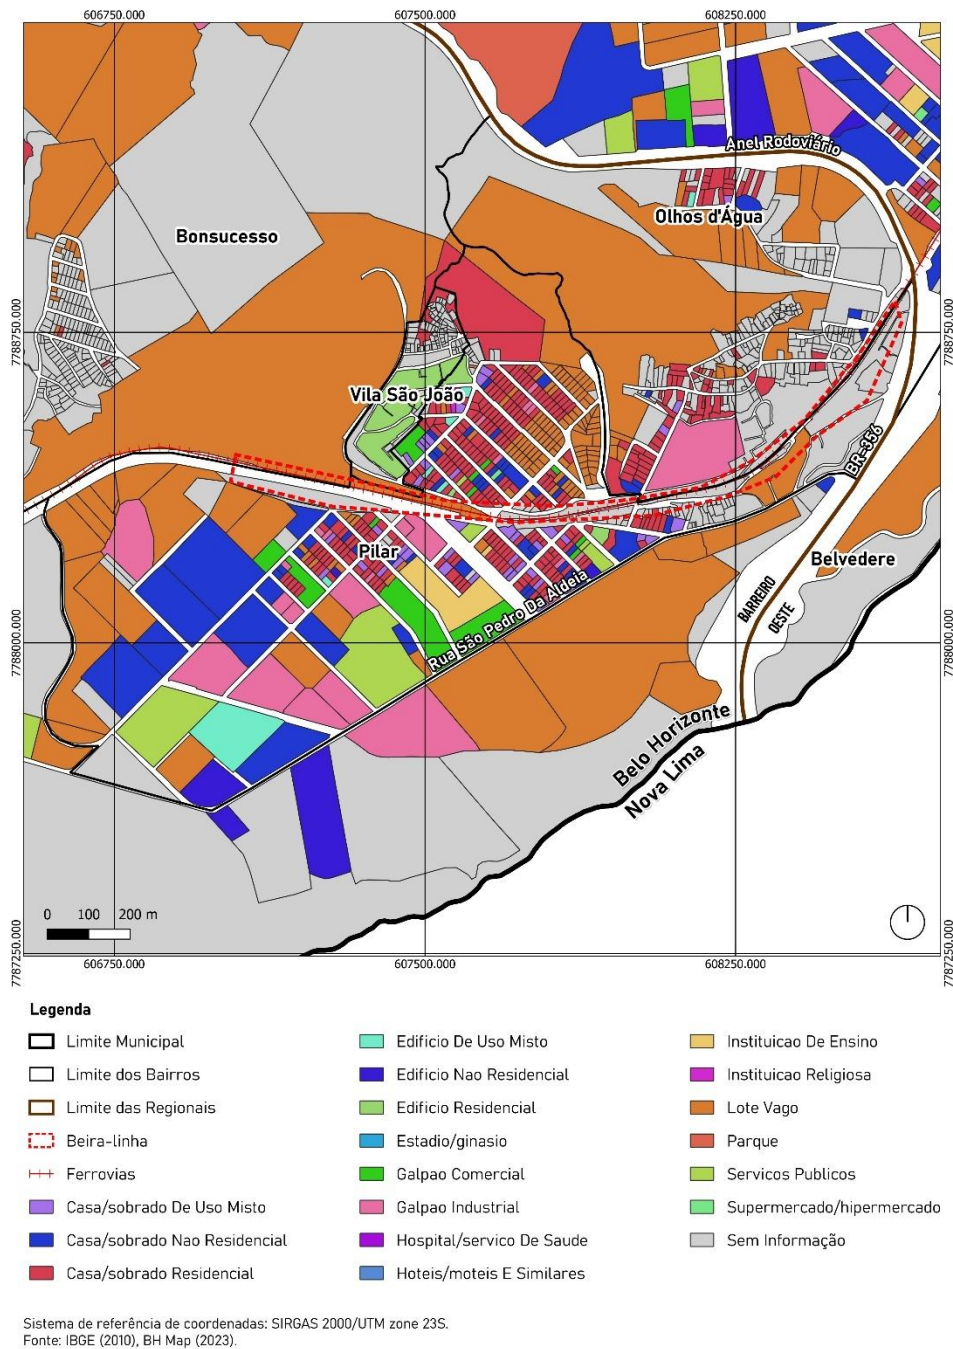 606750.000
607500.000
608250.000
Anel Rodoviário
Olhos d'Água
Bonsucesso
7788750.000
7788750.000
Vila São João
BR-356
Pilar
Belvedere
BARREIRO
OESTE
Rua São Pedro Da Aldeia
7788000.000
7788000.000
Belo Horizonte
Nova Lima
0 100 200 m
7787250.000
7787250.000
606750.000
607500.000
608250.000
Legenda
Limite Municipal
Limite dos Bairros
Limite das Regionais
Beira-linha
Ferrovias
Casa/sobrado De Uso Misto
Casa/sobrado Nao Residencial
Casa/sobrado Residencial
Edificio De Uso Misto
Edificio Nao Residencial
Edificio Residencial
Estadio/ginasio
Galpao Comercial
Galpao Industrial
Hospital/servico De Saude
Hoteis/moteis E Similares
Instituicao De Ensino
Instituicao Religiosa
Lote Vago
Parque
Servicos Publicos
Supermercado/hipermercado
Sem Informação
Sistema de referência de coordenadas: SIRGAS 2000/UTM zone 23S.
Fonte: IBGE (2010), BH Map (2023).